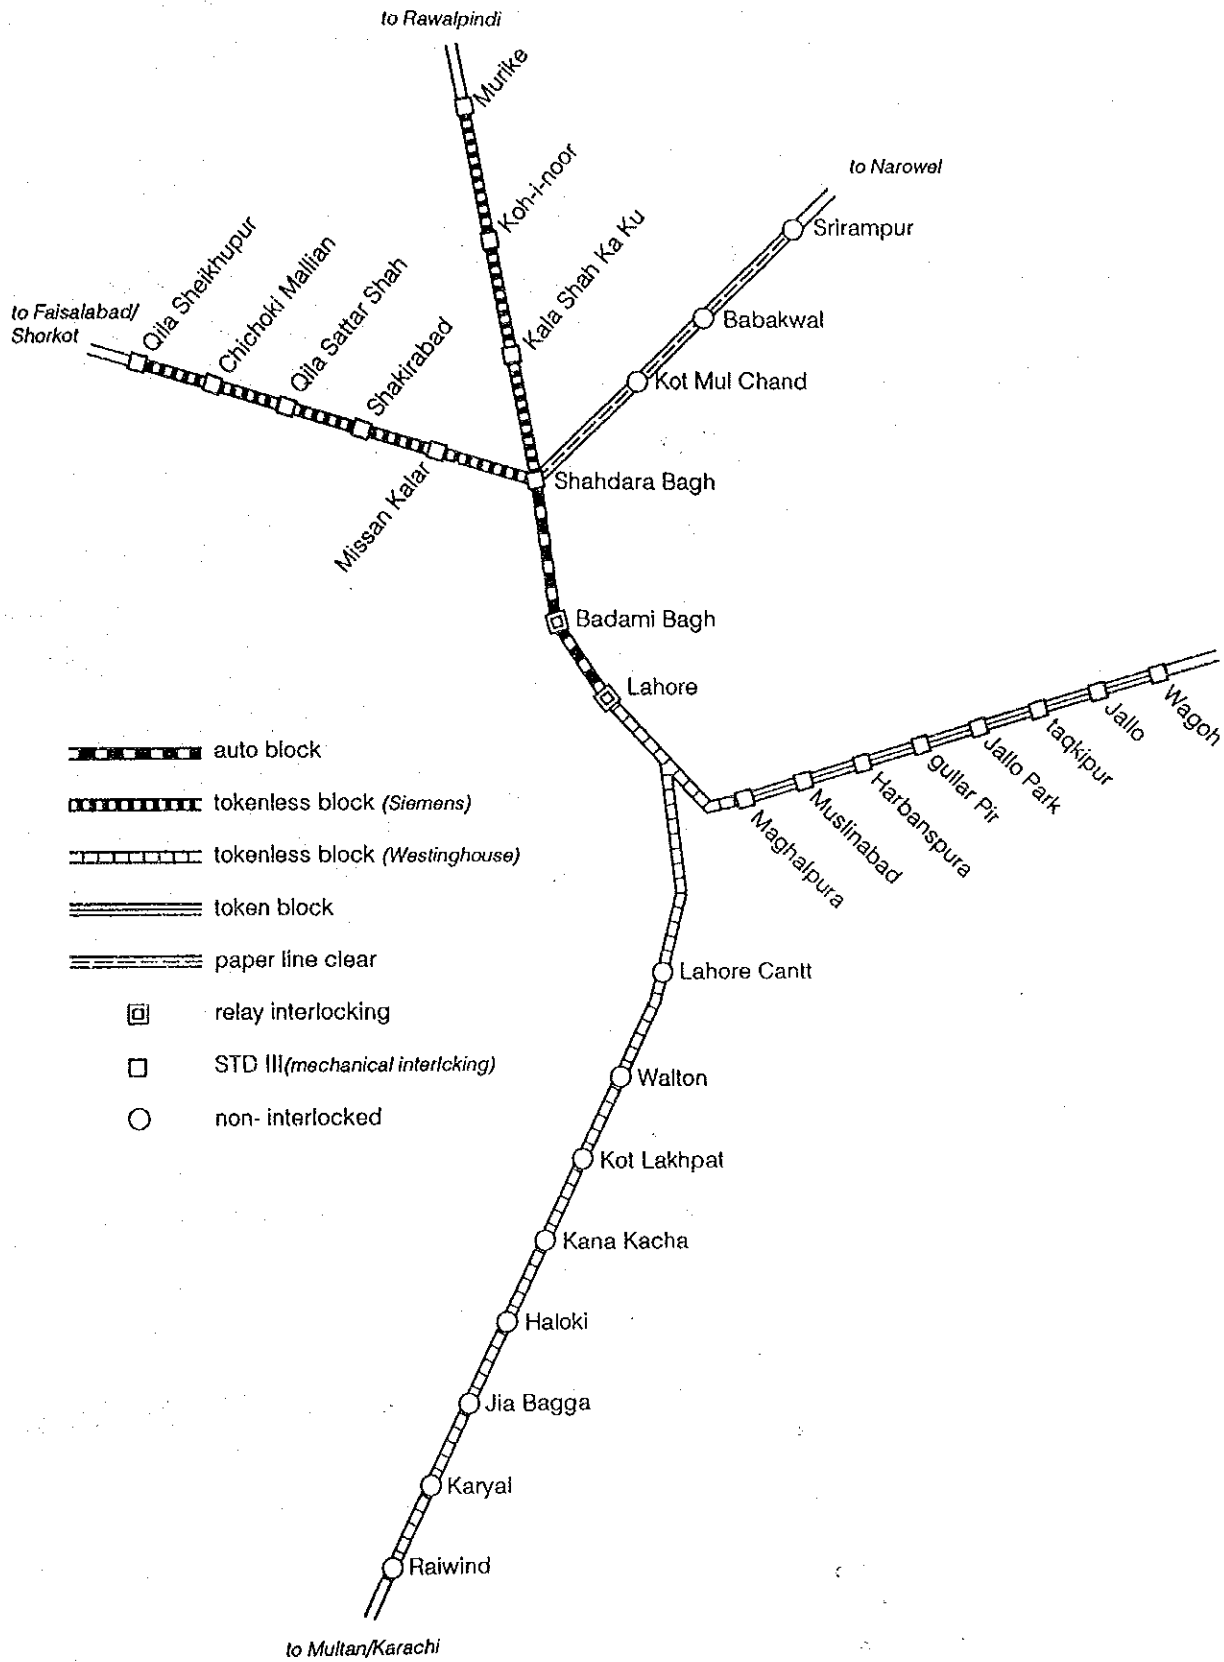 to Rawalpindi
Murike
Koh-i-noor
Kala Shah Ka Ku
to Narowel
Srirampur
Babakwal
Kot Mul Chand
to Faisalabad/
Shorkot
Qila Sheikhupur
Chichoki Mallian
Qila Sattar Shah
Shakirabad
Missan Kalar
Shahdara Bagh
Badami Bagh
Lahore
Maghalpura
Muslinabad
Harbanspura
gullar Pir
Jallo Park
taqkipur
Jallo
Wagoh
auto block
tokenless block (Siemens)
tokenless block (Westinghouse)
token block
paper line clear
relay interlocking
STD III(mechanical interlcking)
non- interlocked
Lahore Cantt
Walton
Kot Lakhpat
Kana Kacha
Haloki
Jia Bagga
Karyal
Raiwind
to Multan/Karachi